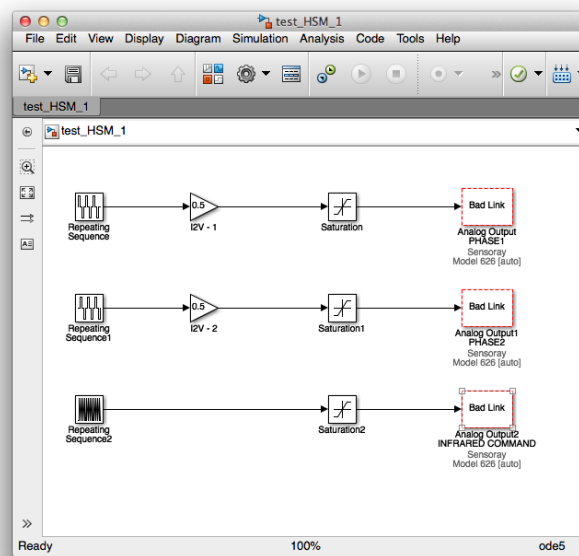 test_HSM_1
File Edit View Display Diagram Simulation Analysis Code Tools Help
test_HSM_1
test_HSM_1
0.5
Bad Link
Repeating
Sequence
I2V - 1
Saturation
Analog Output
PHASE1
Sensoray
Model 626 [auto]
0.5
Bad Link
Repeating
Sequence1
I2V - 2
Saturation1
Analog Output1
PHASE2
Sensoray
Model 626 [auto]
Bad Link
Repeating
Sequence2
Saturation2
Analog Output2
INFRARED COMMAND
Sensoray
Model 626 [auto]
Ready 100% ode5